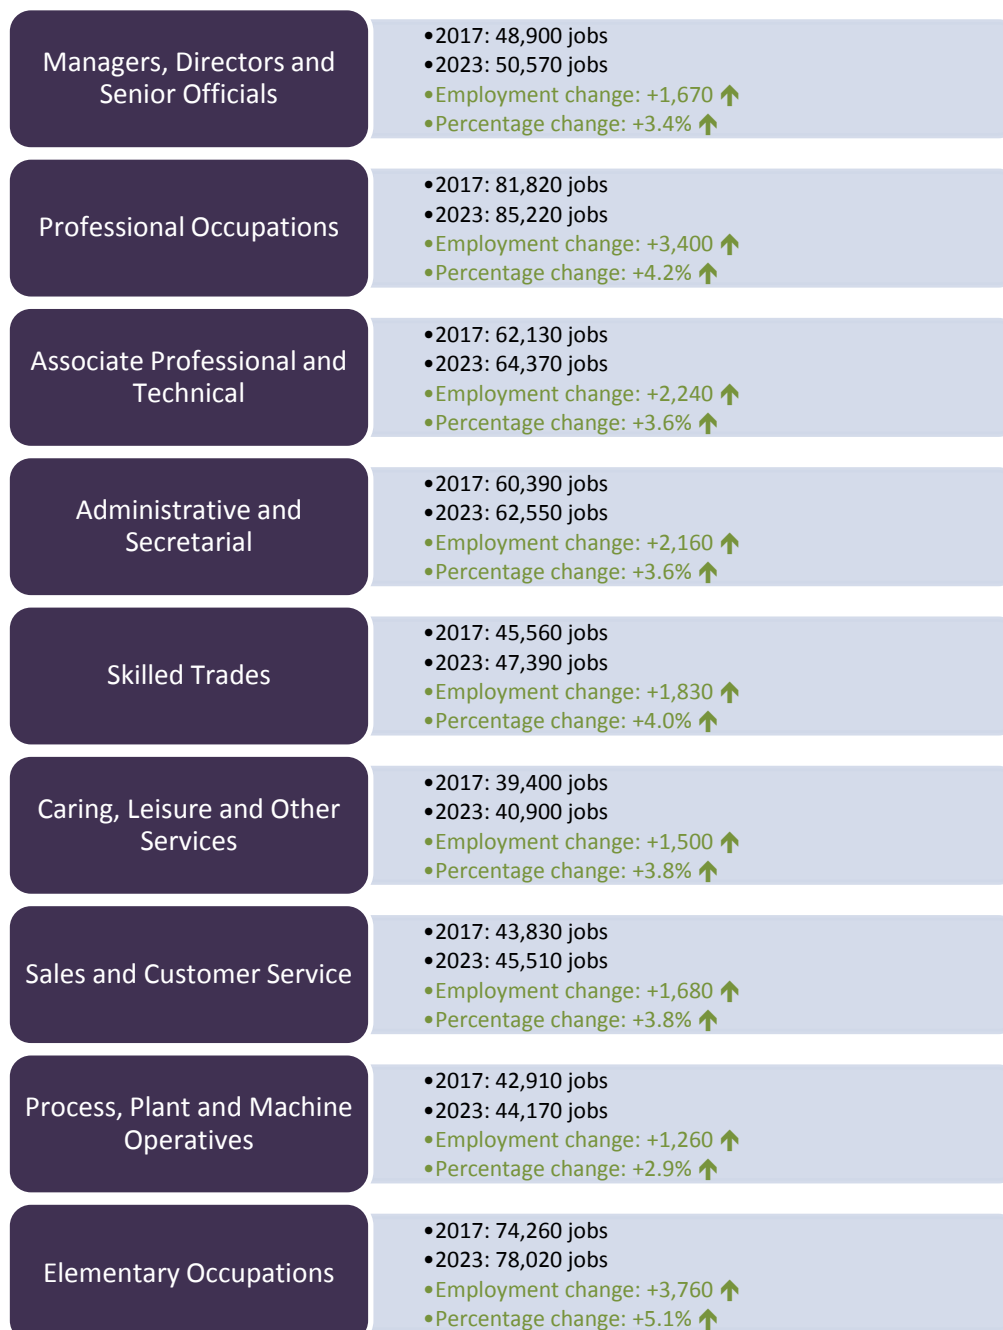 Managers, Directors and
Senior Officials
•2017: 48,900 jobs
•2023: 50,570 jobs
•Employment change: +1,670 ↑
•Percentage change: +3.4% ↑
Professional Occupations
•2017: 81,820 jobs
•2023: 85,220 jobs
•Employment change: +3,400 ↑
•Percentage change: +4.2% ↑
Associate Professional and
Technical
•2017: 62,130 jobs
•2023: 64,370 jobs
•Employment change: +2,240 ↑
•Percentage change: +3.6% ↑
Administrative and
Secretarial
•2017: 60,390 jobs
•2023: 62,550 jobs
•Employment change: +2,160 ↑
•Percentage change: +3.6% ↑
Skilled Trades
•2017: 45,560 jobs
•2023: 47,390 jobs
•Employment change: +1,830 ↑
•Percentage change: +4.0% ↑
Caring, Leisure and Other
Services
•2017: 39,400 jobs
•2023: 40,900 jobs
•Employment change: +1,500 ↑
•Percentage change: +3.8% ↑
Sales and Customer Service
•2017: 43,830 jobs
•2023: 45,510 jobs
•Employment change: +1,680 ↑
•Percentage change: +3.8% ↑
Process, Plant and Machine
Operatives
•2017: 42,910 jobs
•2023: 44,170 jobs
•Employment change: +1,260 ↑
•Percentage change: +2.9% ↑
Elementary Occupations
•2017: 74,260 jobs
•2023: 78,020 jobs
•Employment change: +3,760 ↑
•Percentage change: +5.1% ↑